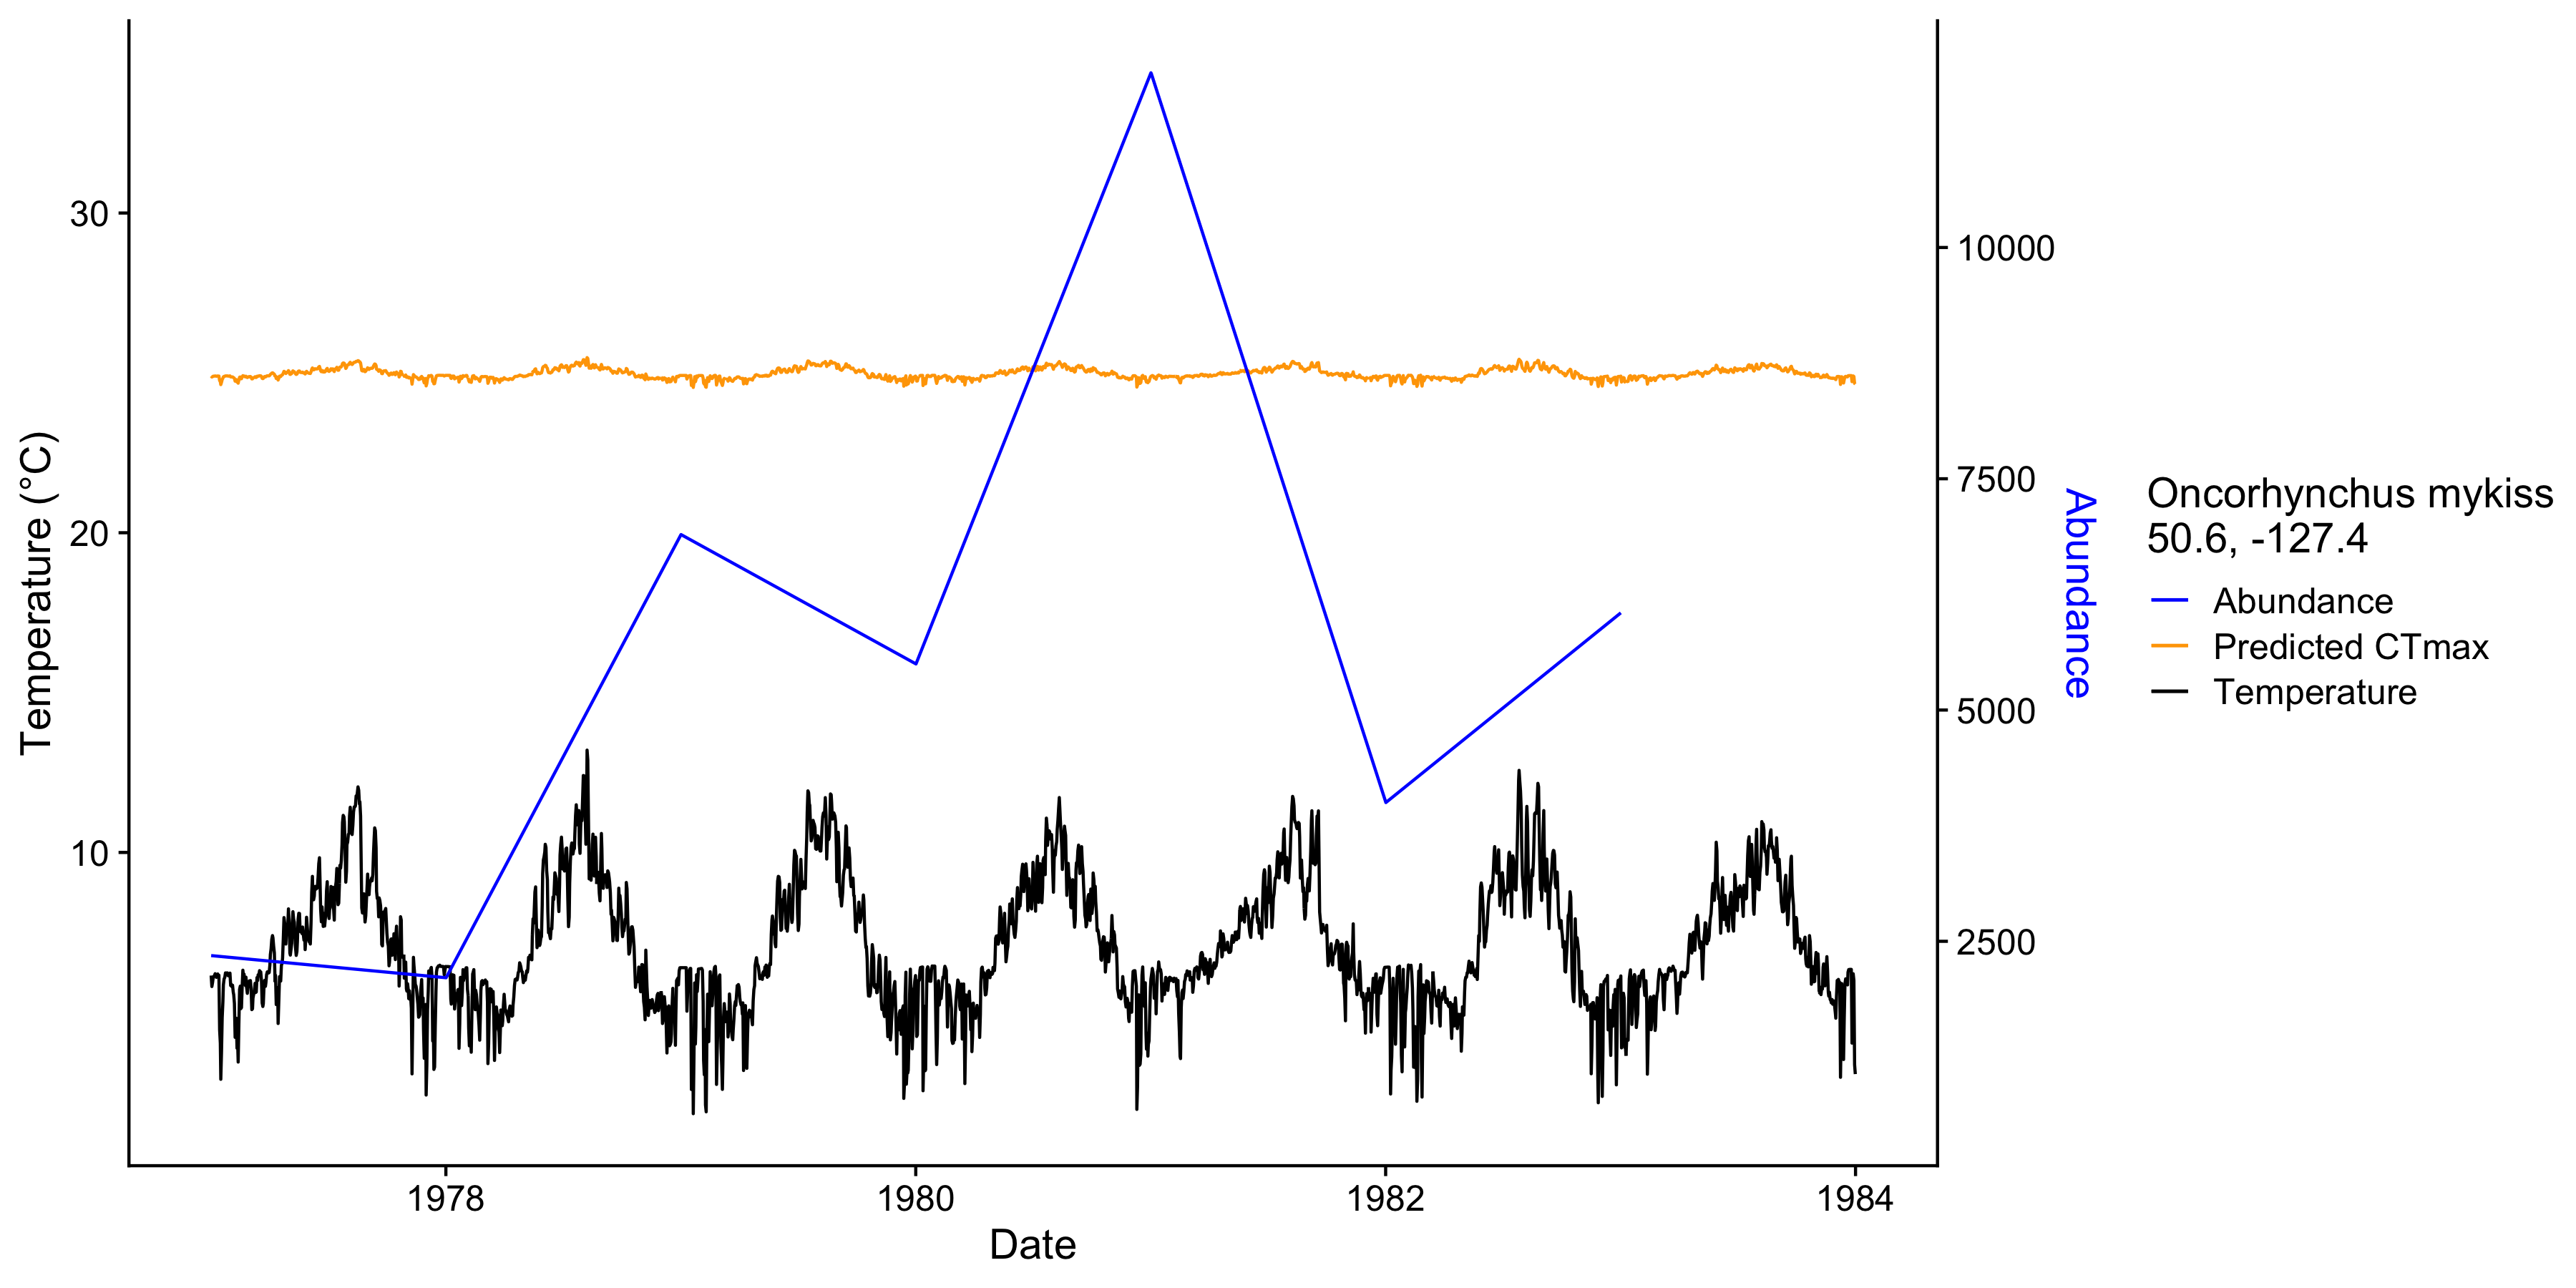 30
20
10
Temperature (°C)
1978
1980
1982
1984
Date
10000
7500
5000
2500
Abundance
Oncorhynchus mykiss
50.6, -127.4
Abundance
Predicted CTmax
Temperature